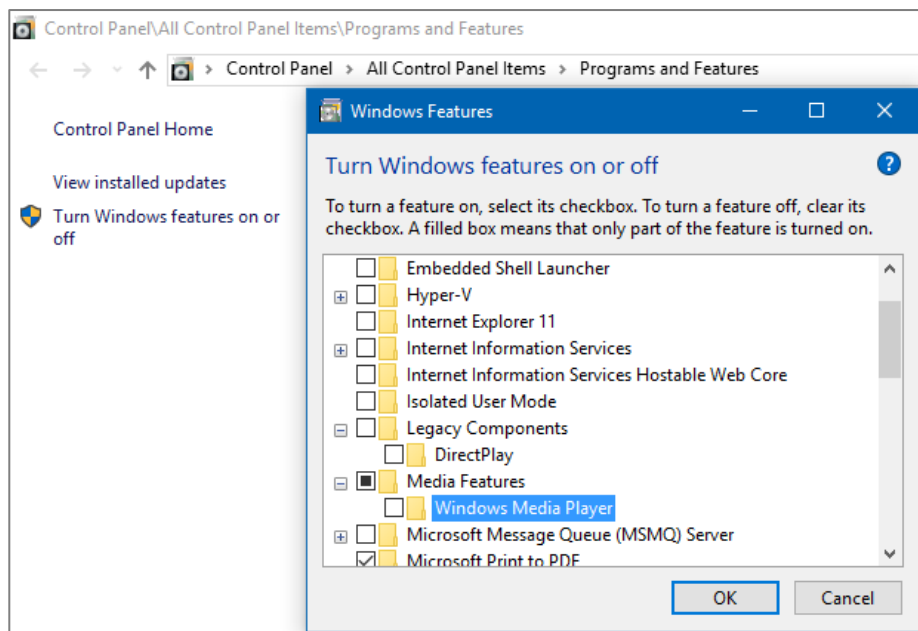 Control Panel\All Control Panel Items\Programs and Features
Control Panel > All Control Panel Items > Programs and Features
Control Panel Home
View installed updates
Turn Windows features on or
off
Windows Features
Turn Windows features on or off
?
To turn a feature on, select its checkbox. To turn a feature off, clear its
checkbox. A filled box means that only part of the feature is turned on.
Embedded Shell Launcher
Hyper-V
Internet Explorer 11
Internet Information Services
Internet Information Services Hostable Web Core
Isolated User Mode
Legacy Components
DirectPlay
Media Features
Windows Media Player
Microsoft Message Queue (MSMQ) Server
Microsoft Print to PDF
OK
Cancel